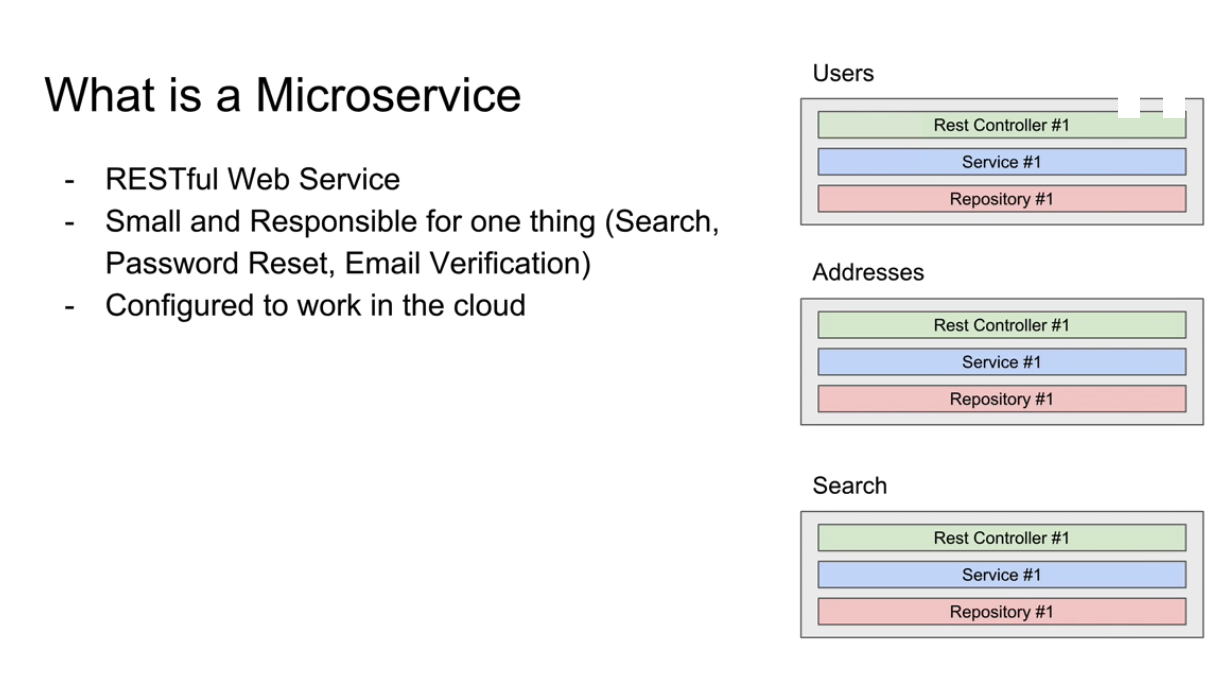 What is a Microservice
- RESTful Web Service
- Small and Responsible for one thing (Search,
Password Reset, Email Verification)
- Configured to work in the cloud
Users
Rest Controller #1
Service #1
Repository #1
Addresses
Rest Controller #1
Service #1
Repository #1
Search
Rest Controller #1
Service #1
Repository #1